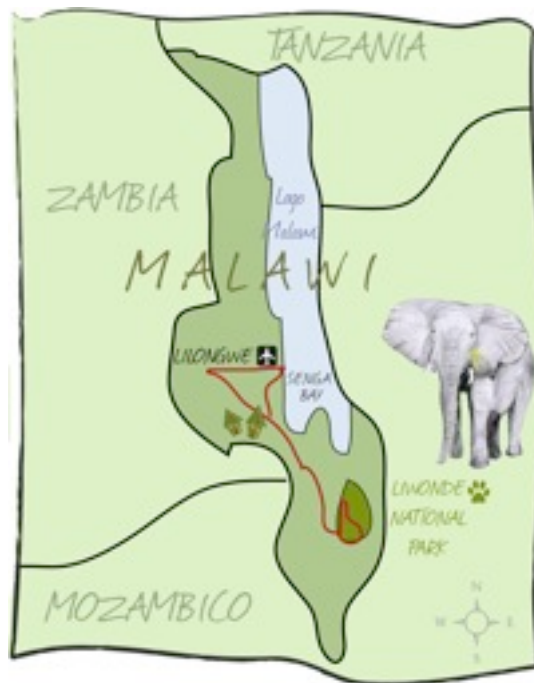 TANZANIA
ZAMBIA
Lago
Malawi
MALAWI
LILONGWE
SENGA
BAY
LIWONDE
NATIONAL
PARK
MOZAMBICO
N
W
E
S